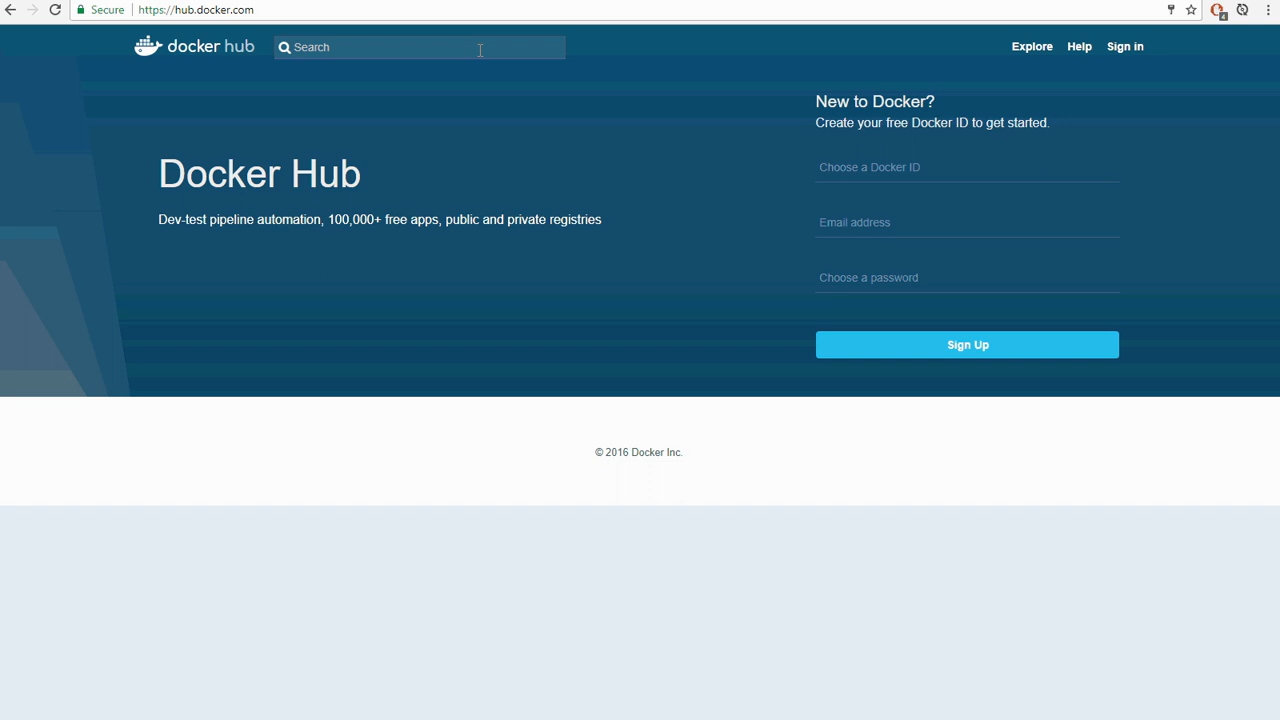 Secure https://hub.docker.com
4
docker hub Search Explore Help Sign in
New to Docker?
Create your free Docker ID to get started.
Choose a Docker ID
Docker Hub
Dev-test pipeline automation, 100,000+ free apps, public and private registries
Email address
Choose a password
Sign Up
© 2016 Docker Inc.